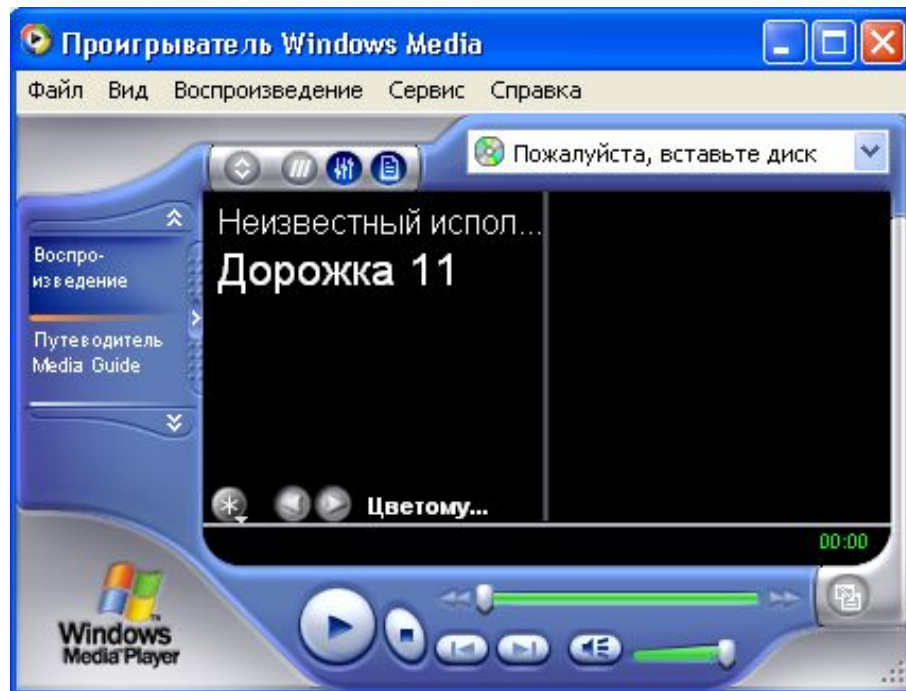 Проигрыватель Windows Media
Файл Вид Воспроизведение Сервис Справка
Пожалуйста, вставьте диск
Неизвестный испол...
Дорожка 11
Воспро-
изведение
Путеводитель
Media Guide
Цветому...
00:00
Windows
Media Player